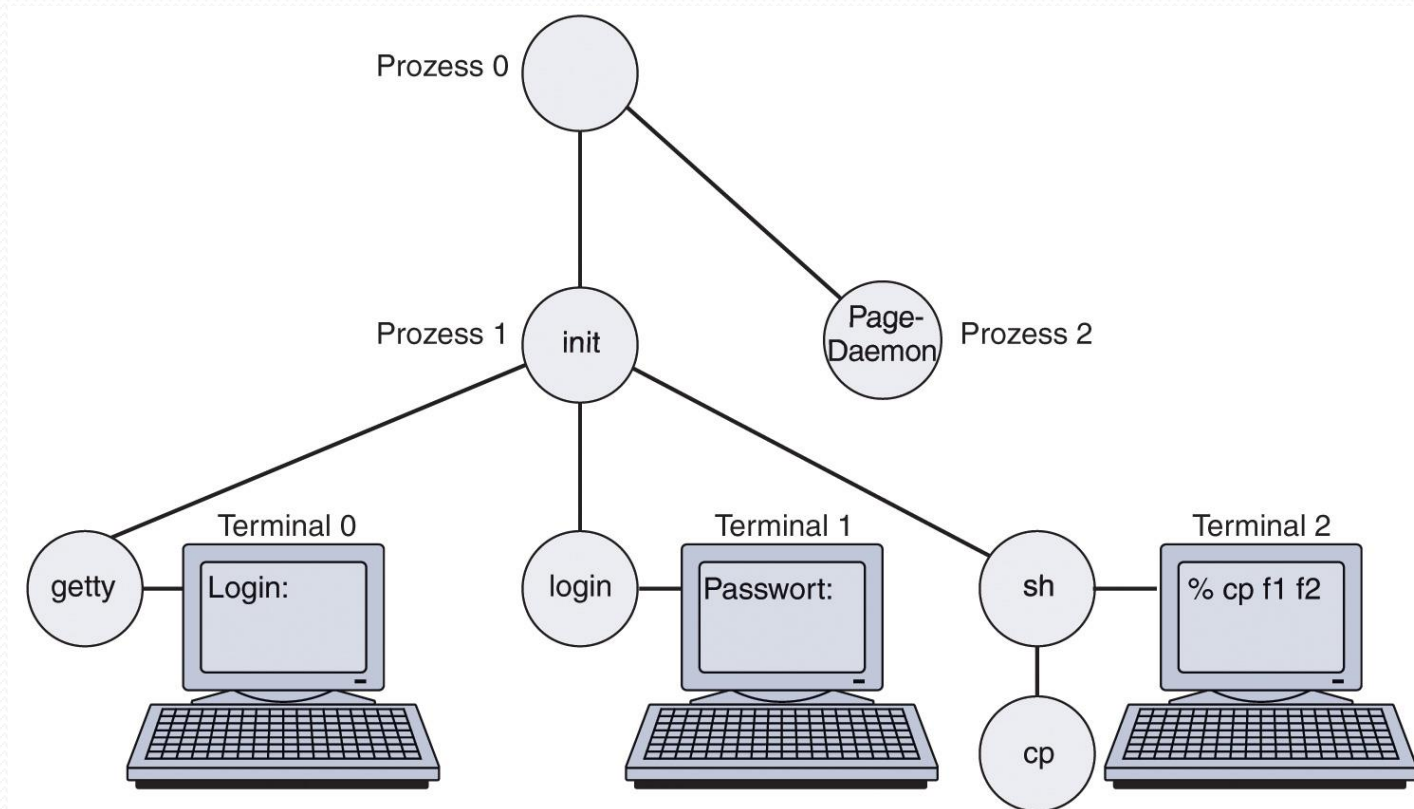 Prozess 0
Prozess 1
init
Page-
Daemon
Prozess 2
Terminal 0
Terminal 1
Terminal 2
getty
Login:
login
Passwort:
sh
% cp f1 f2
cp